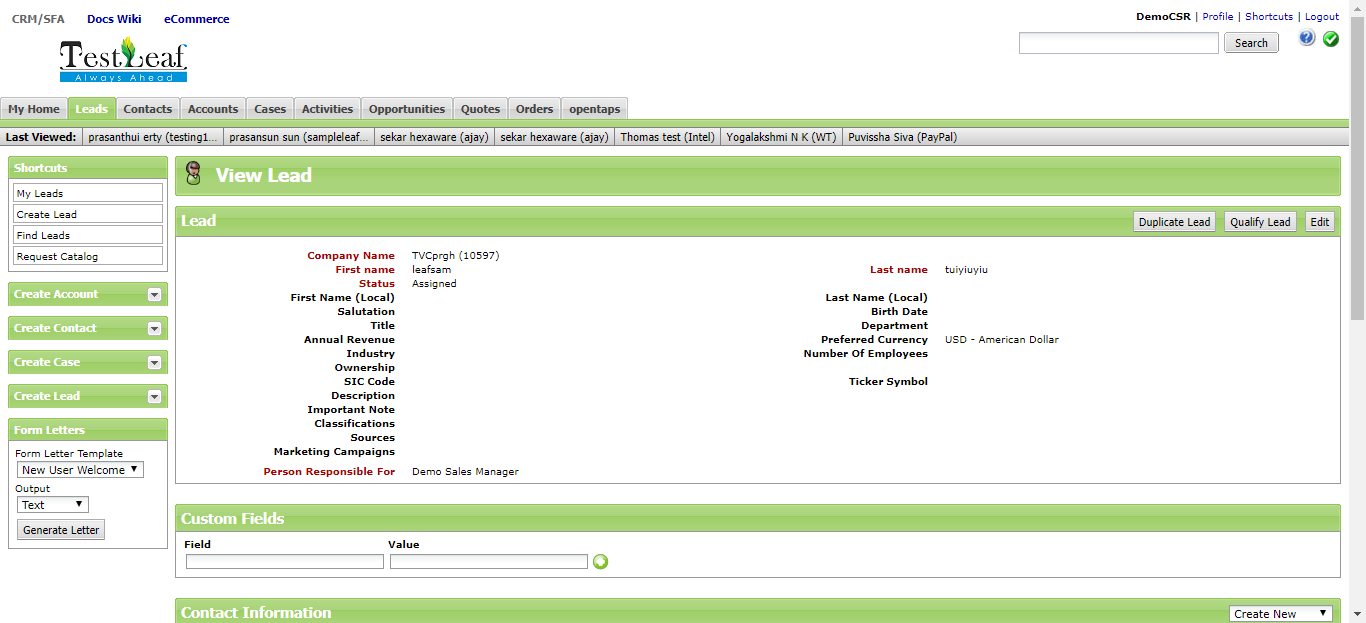 CRM/SFA Docs Wiki eCommerce
DemoCSR | Profile | Shortcuts | Logout
TestLeaf
Always Ahead
Search
My Home Leads Contacts Accounts Cases Activities Opportunities Quotes Orders opentaps
Last Viewed: prasanthui erty (testing1... prasansun sun (sampleleaf... sekar hexaware (ajay) sekar hexaware (ajay) Thomas test (Intel) Yogalakshmi N K (WT) Puvissha Siva (PayPal)
Shortcuts
My Leads
Create Lead
Find Leads
Request Catalog
Create Account
Create Contact
Create Case
Create Lead
Form Letters
Form Letter Template
New User Welcome
Output
Text
Generate Letter
View Lead
Lead Duplicate Lead Qualify Lead Edit
Company Name TVCprgh (10597)
First name leafsam Last name tuiyiuyiu
Status Assigned
First Name (Local) Last Name (Local)
Salutation Birth Date
Title Department
Annual Revenue Preferred Currency USD - American Dollar
Industry Number Of Employees
Ownership
SIC Code Ticker Symbol
Description
Important Note
Classifications
Sources
Marketing Campaigns
Person Responsible For Demo Sales Manager
Custom Fields
Field Value
Contact Information Create New